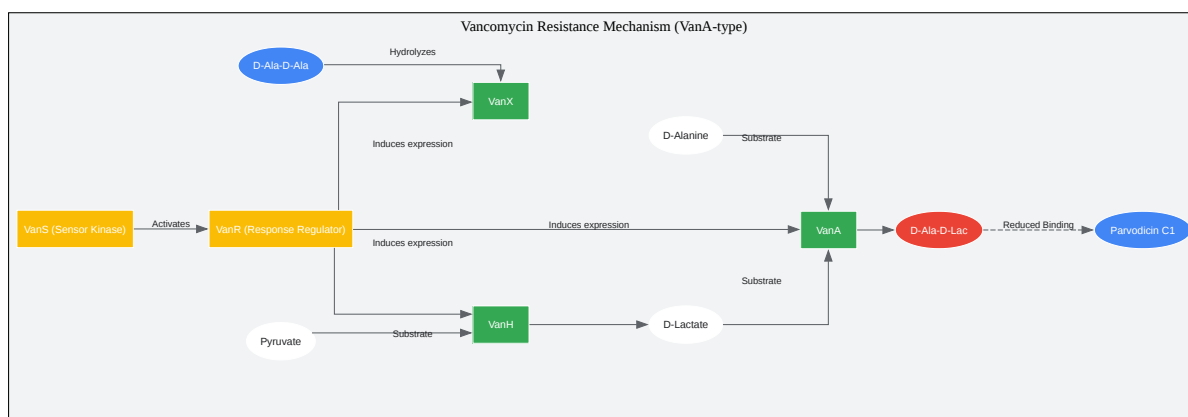 Vancomycin Resistance Mechanism (VanA-type)
Hydrolyzes
D-Ala-D-Ala
VanX
D-Alanine
Substrate
Induces expression
VanS (Sensor Kinase)
Activates
VanR (Response Regulator)
Induces expression
Induces expression
VanA
D-Ala-D-Lac
Reduced Binding
Parvodicin C1
Substrate
VanH
D-Lactate
Pyruvate
Substrate